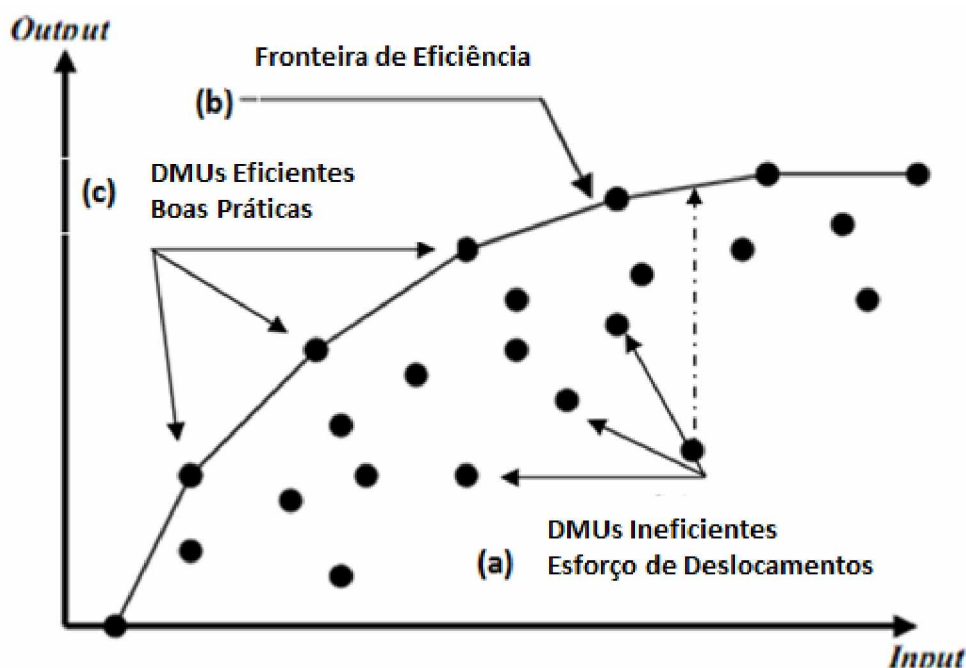 Output
Fronteira de Eficiência
(b)
(c)
DMUs Eficientes
Boas Práticas
(a)
DMUs Ineficientes
Esforço de Deslocamentos
Input